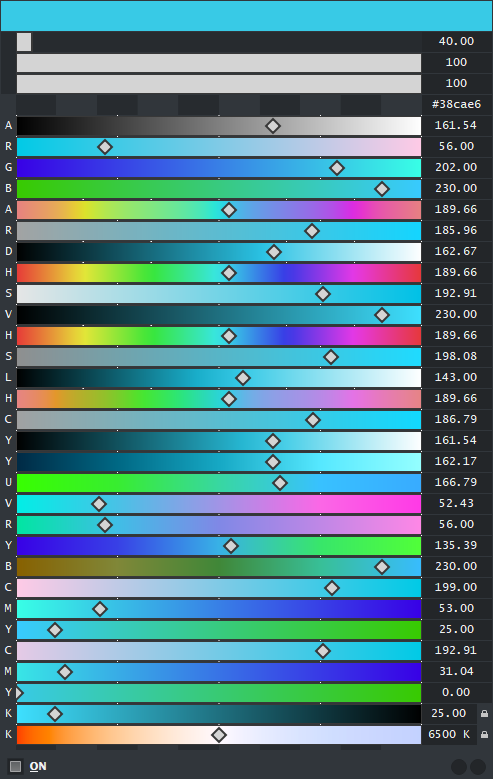 40.00
100
100
#38cae6
A 161.54
R 56.00
G 202.00
B 230.00
A 189.66
R 185.96
D 162.67
H 189.66
S 192.91
V 230.00
H 189.66
S 198.08
L 143.00
H 189.66
C 186.79
Y 161.54
Y 162.17
U 166.79
V 52.43
R 56.00
Y 135.39
B 230.00
C 199.00
M 53.00
Y 25.00
C 192.91
M 31.04
Y 0.00
K 25.00
K 6500 K
ON